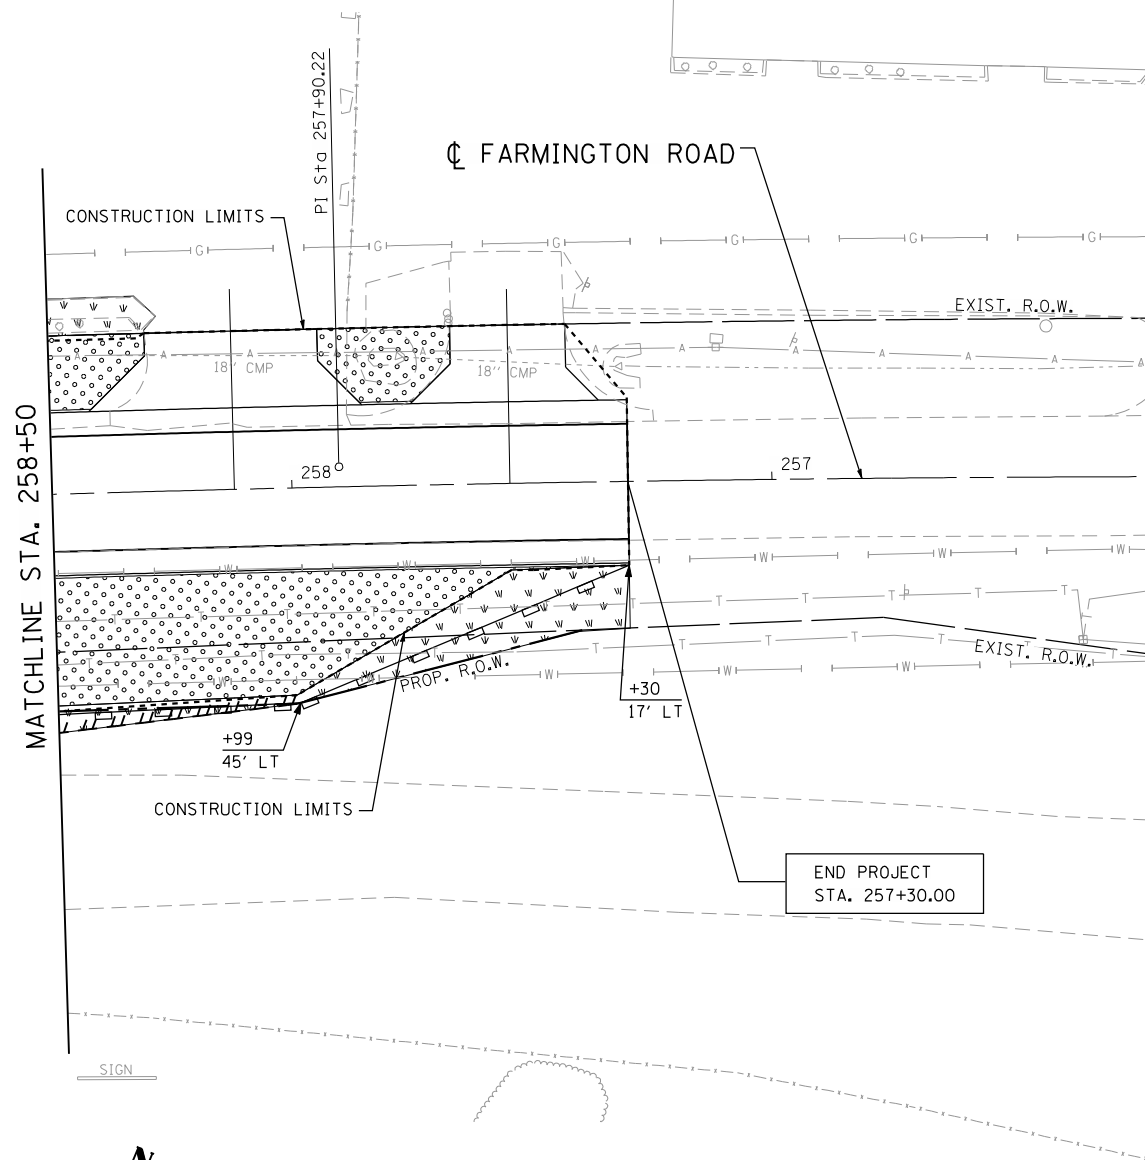 PI Sta 257+90.22
℄ FARMINGTON ROAD
CONSTRUCTION LIMITS
G G G G G G
EXIST. R.O.W.
A A A A A A A A A A A
18'' CMP
18'' CMP
MATCHLINE STA. 258+50
258
257
W W W W W W
T T T T T T T
T T T T T T T
EXIST. R.O.W.
W W W W W
PROP. R.O.W.
+30
17' LT
+99
45' LT
CONSTRUCTION LIMITS
END PROJECT
STA. 257+30.00
SIGN
N